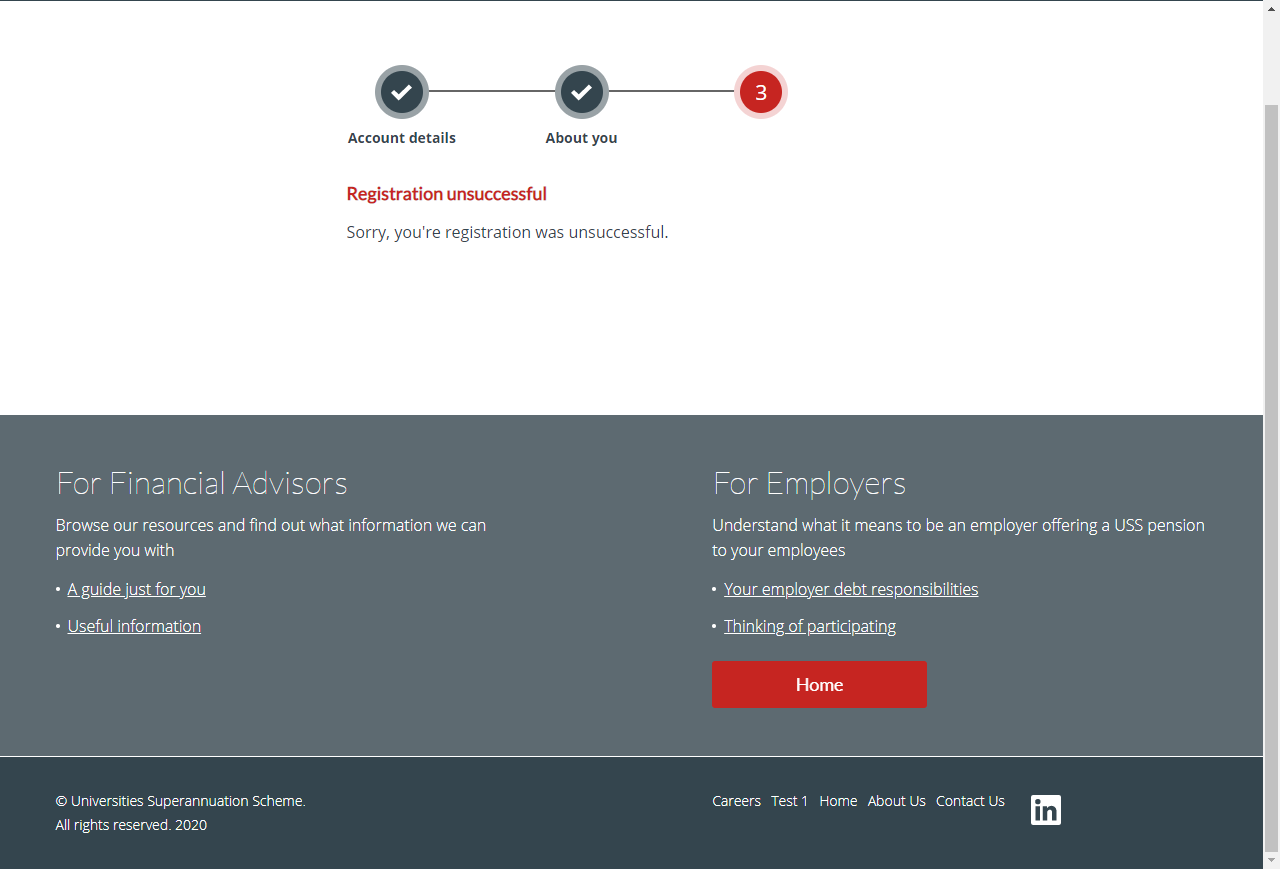 3
Account details
About you
Registration unsuccessful
Sorry, you're registration was unsuccessful.
For Financial Advisors
Browse our resources and find out what information we can
provide you with
• A guide just for you
• Useful information
For Employers
Understand what it means to be an employer offering a USS pension
to your employees
• Your employer debt responsibilities
• Thinking of participating
Home
© Universities Superannuation Scheme.
All rights reserved. 2020
Careers Test 1 Home About Us Contact Us
in